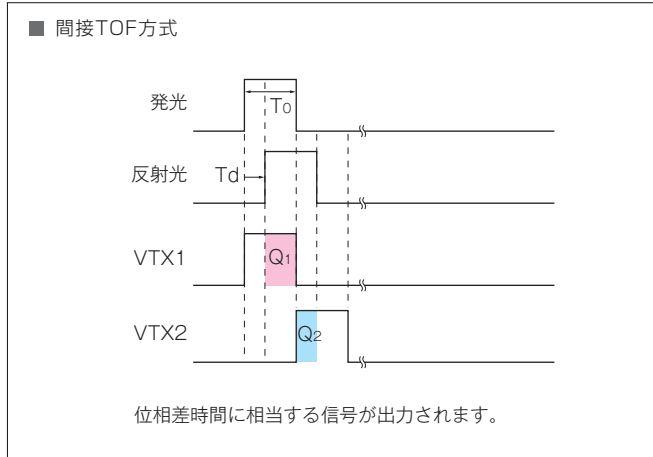 ■ 間接TOF方式
発光
T0
反射光
Td
VTX1
Q1
VTX2
Q2
位相差時間に相当する信号が出力されます。